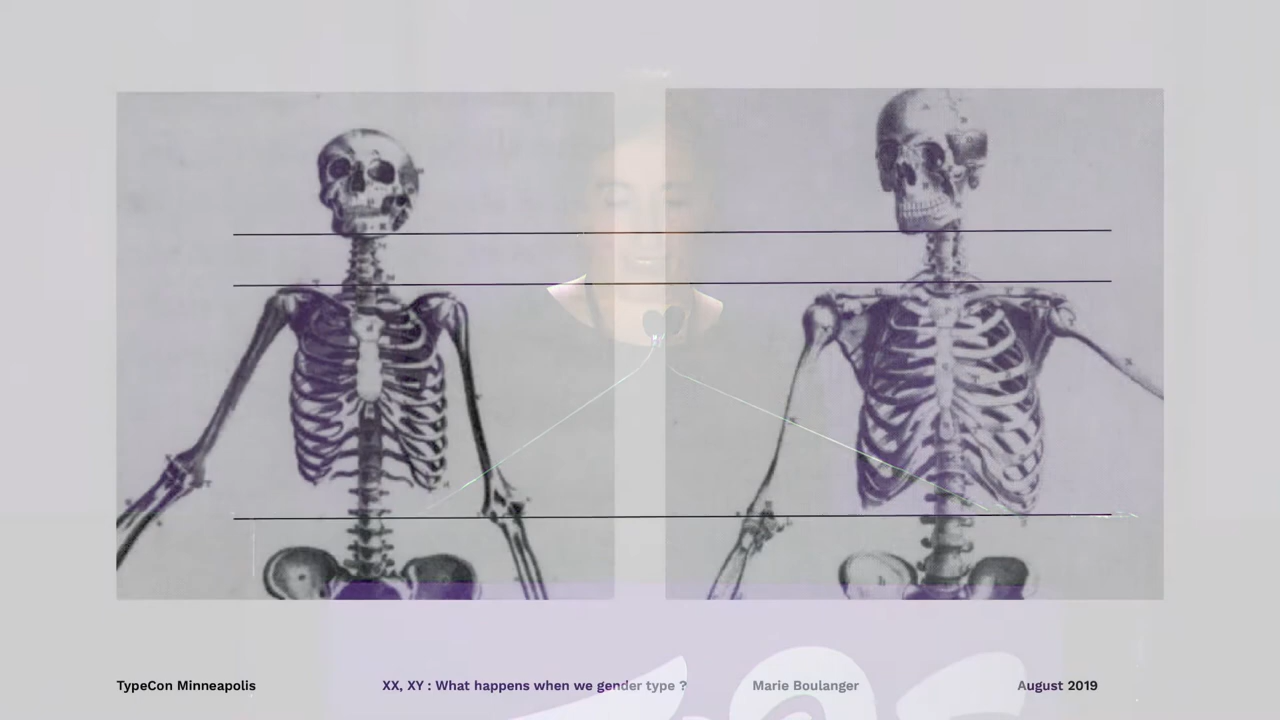 TypeCon Minneapolis
XX, XY : What happens when we gender type ?
Marie Boulanger
August 2019